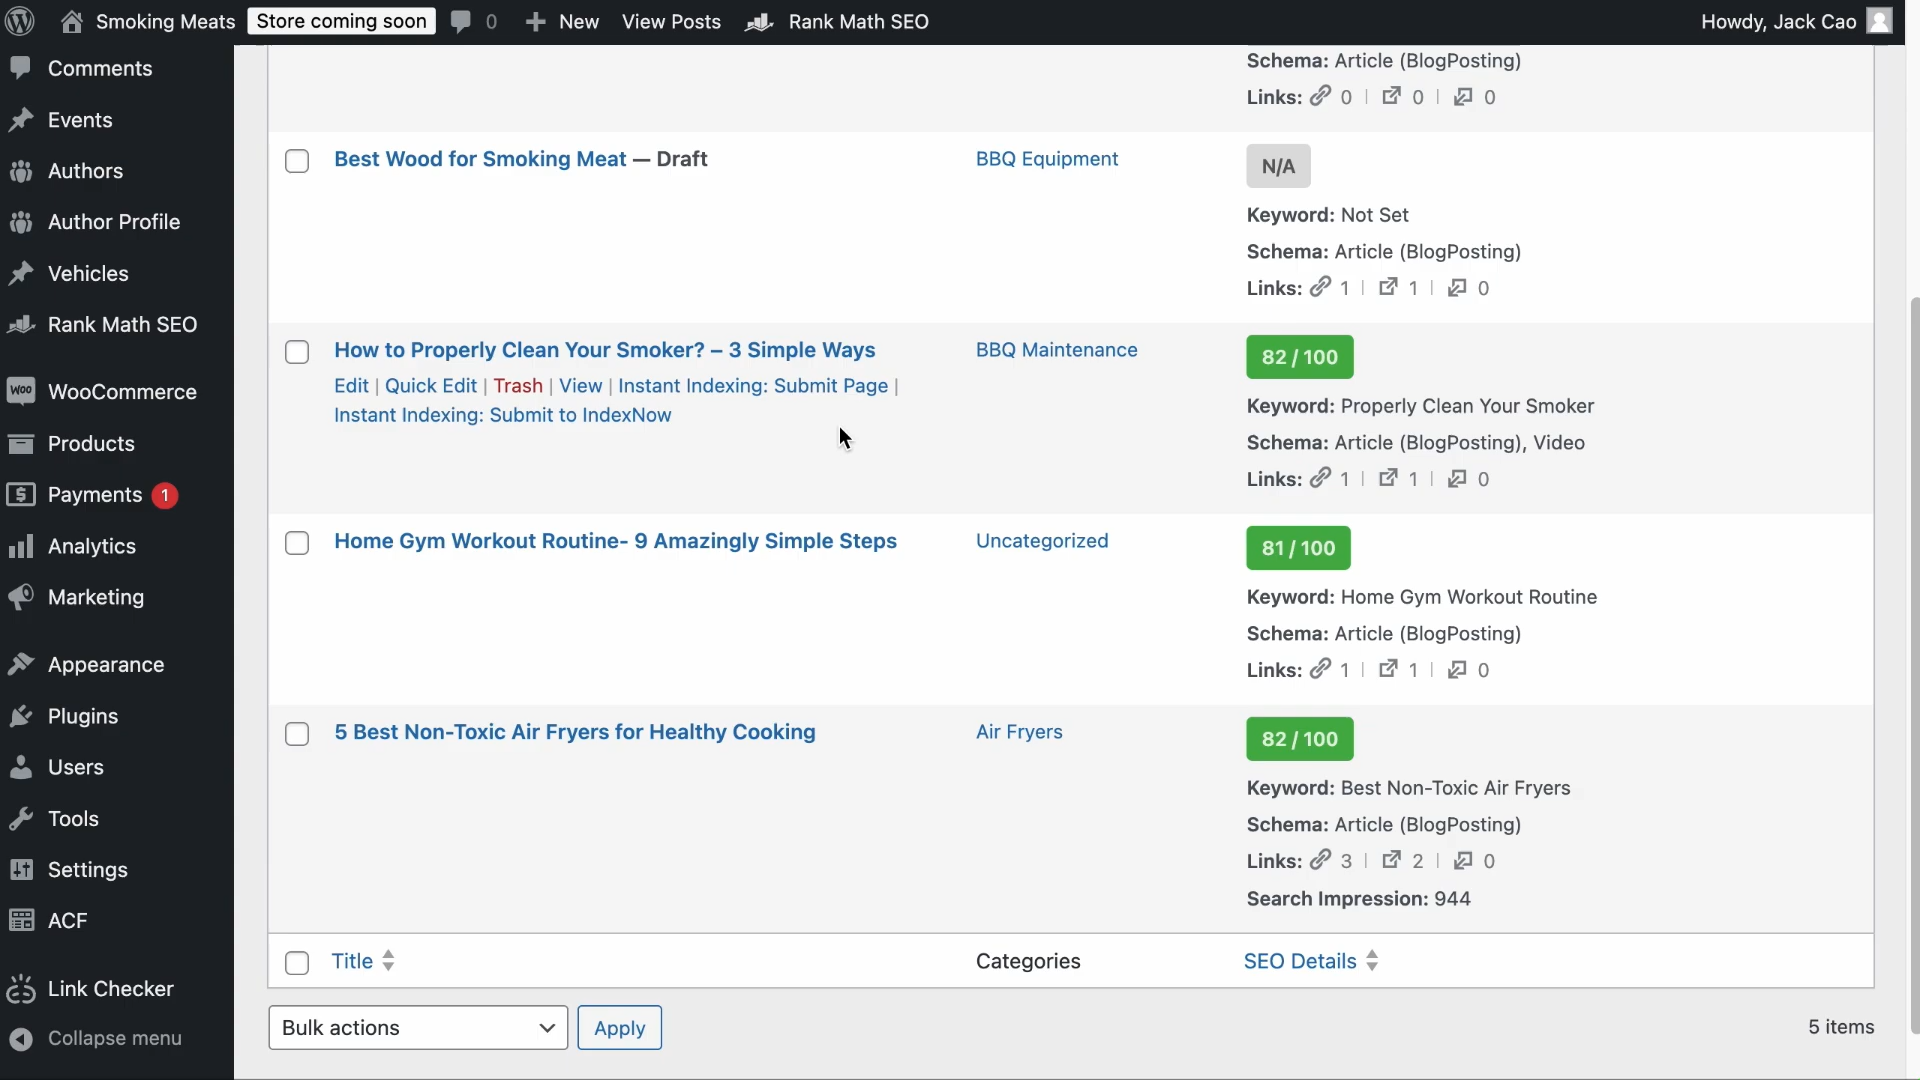 Smoking Meats Store coming soon 0 New View Posts Rank Math SEO Howdy, Jack Cao
Comments
Events
Authors
Author Profile
Vehicles
Rank Math SEO
WooCommerce
Products
Payments 1
Analytics
Marketing
Appearance
Plugins
Users
Tools
Settings
ACF
Link Checker
Collapse menu
Schema: Article (BlogPosting)
Links: 0 | 0 | 0
Best Wood for Smoking Meat — Draft BBQ Equipment N/A
Keyword: Not Set
Schema: Article (BlogPosting)
Links: 1 | 1 | 0
How to Properly Clean Your Smoker? – 3 Simple Ways BBQ Maintenance 82 / 100
Edit | Quick Edit | Trash | View | Instant Indexing: Submit Page |
Instant Indexing: Submit to IndexNow
Keyword: Properly Clean Your Smoker
Schema: Article (BlogPosting), Video
Links: 1 | 1 | 0
Home Gym Workout Routine- 9 Amazingly Simple Steps Uncategorized 81 / 100
Keyword: Home Gym Workout Routine
Schema: Article (BlogPosting)
Links: 1 | 1 | 0
5 Best Non-Toxic Air Fryers for Healthy Cooking Air Fryers 82 / 100
Keyword: Best Non-Toxic Air Fryers
Schema: Article (BlogPosting)
Links: 3 | 2 | 0
Search Impression: 944
Title Categories SEO Details
Bulk actions Apply 5 items